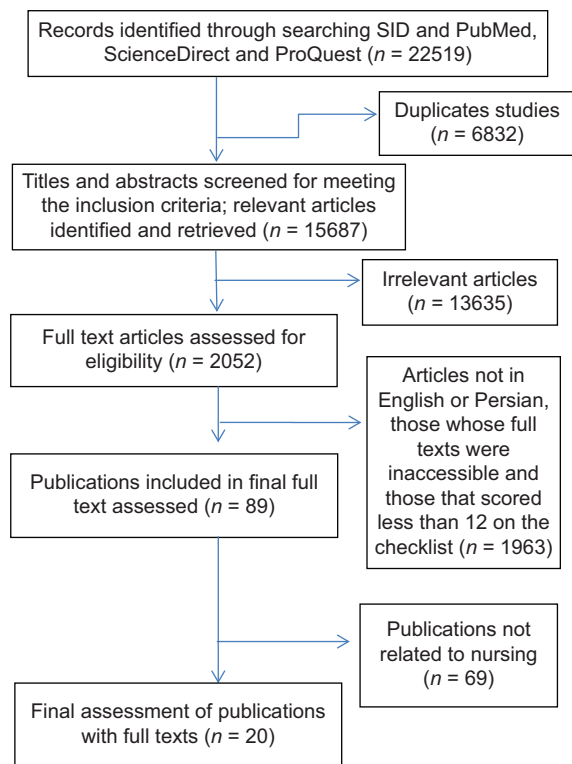 Records identified through searching SID and PubMed,
ScienceDirect and ProQuest (n = 22519)
Duplicates studies
(n = 6832)
Titles and abstracts screened for meeting
the inclusion criteria; relevant articles
identified and retrieved (n = 15687)
Irrelevant articles
(n = 13635)
Full text articles assessed for
eligibility (n = 2052)
Articles not in
English or Persian,
those whose full
texts were
inaccessible and
those that scored
less than 12 on the
checklist (n = 1963)
Publications included in final full
text assessed (n = 89)
Publications not
related to nursing
(n = 69)
Final assessment of publications
with full texts (n = 20)